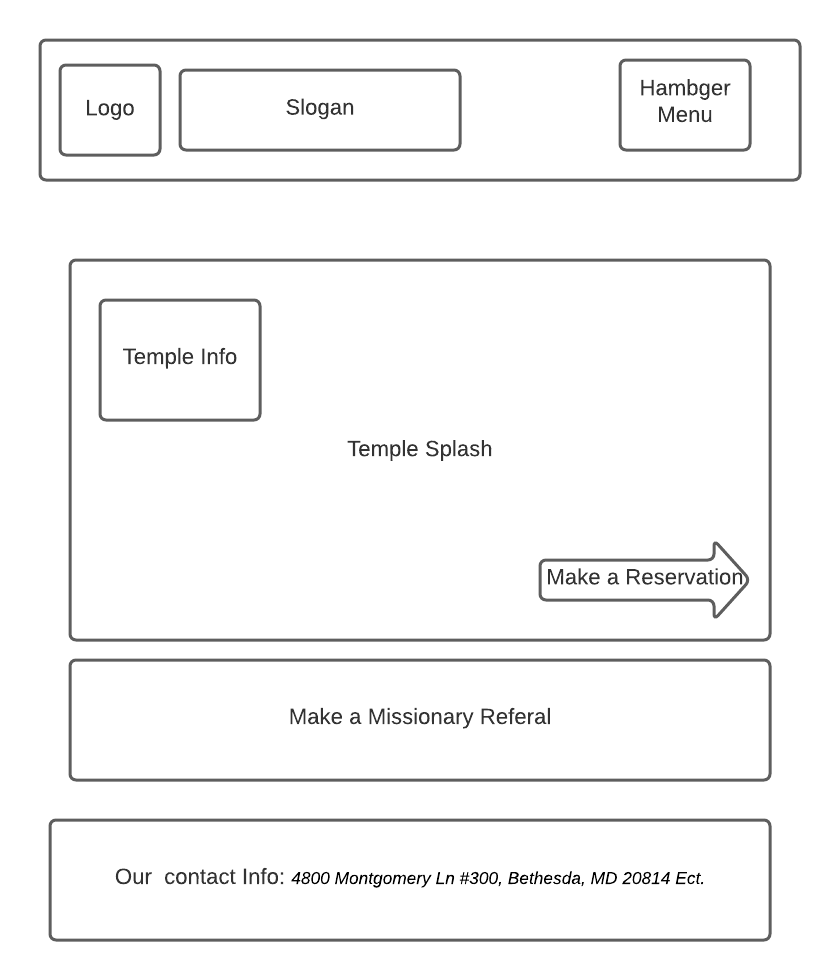 Logo
Slogan
Hambger
Menu
Temple Info
Temple Splash
Make a Reservation
Make a Missionary Referal
Our  contact Info: 4800 Montgomery Ln #300, Bethesda, MD 20814 Ect.